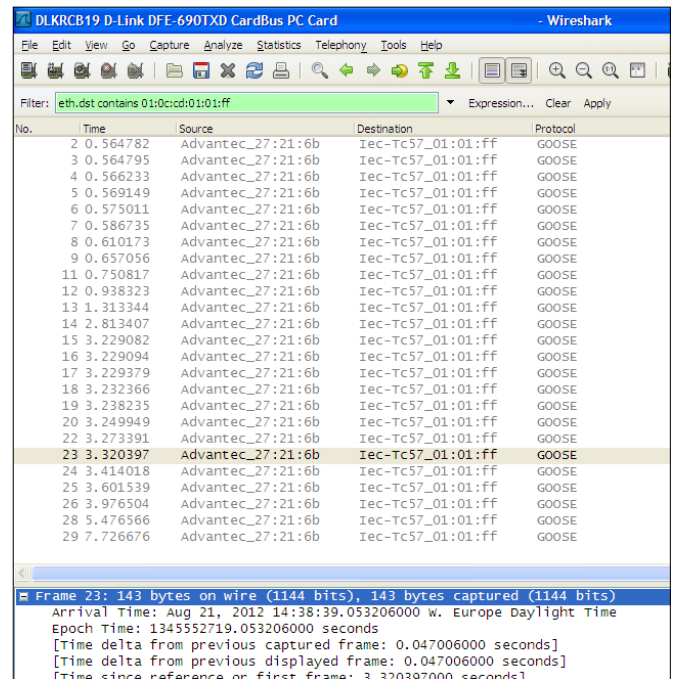 DLKRCB19 D-Link DFE-690TXD CardBus PC Card - Wireshark
File Edit View Go Capture Analyze Statistics Telephony Tools Help
Filter: eth.dst contains 01:0c:cd:01:01:ff Expression... Clear Apply
No. Time Source Destination Protocol
2 0.564782 Advantec_27:21:6b Iec-Tc57_01:01:ff GOOSE
3 0.564795 Advantec_27:21:6b Iec-Tc57_01:01:ff GOOSE
4 0.566233 Advantec_27:21:6b Iec-Tc57_01:01:ff GOOSE
5 0.569149 Advantec_27:21:6b Iec-Tc57_01:01:ff GOOSE
6 0.575011 Advantec_27:21:6b Iec-Tc57_01:01:ff GOOSE
7 0.586735 Advantec_27:21:6b Iec-Tc57_01:01:ff GOOSE
8 0.610173 Advantec_27:21:6b Iec-Tc57_01:01:ff GOOSE
9 0.657056 Advantec_27:21:6b Iec-Tc57_01:01:ff GOOSE
11 0.750817 Advantec_27:21:6b Iec-Tc57_01:01:ff GOOSE
12 0.938323 Advantec_27:21:6b Iec-Tc57_01:01:ff GOOSE
13 1.313344 Advantec_27:21:6b Iec-Tc57_01:01:ff GOOSE
14 2.813407 Advantec_27:21:6b Iec-Tc57_01:01:ff GOOSE
15 3.229082 Advantec_27:21:6b Iec-Tc57_01:01:ff GOOSE
16 3.229094 Advantec_27:21:6b Iec-Tc57_01:01:ff GOOSE
17 3.229379 Advantec_27:21:6b Iec-Tc57_01:01:ff GOOSE
18 3.232366 Advantec_27:21:6b Iec-Tc57_01:01:ff GOOSE
19 3.238235 Advantec_27:21:6b Iec-Tc57_01:01:ff GOOSE
20 3.249949 Advantec_27:21:6b Iec-Tc57_01:01:ff GOOSE
22 3.273391 Advantec_27:21:6b Iec-Tc57_01:01:ff GOOSE
23 3.320397 Advantec_27:21:6b Iec-Tc57_01:01:ff GOOSE
24 3.414018 Advantec_27:21:6b Iec-Tc57_01:01:ff GOOSE
25 3.601539 Advantec_27:21:6b Iec-Tc57_01:01:ff GOOSE
26 3.976504 Advantec_27:21:6b Iec-Tc57_01:01:ff GOOSE
28 5.476566 Advantec_27:21:6b Iec-Tc57_01:01:ff GOOSE
29 7.726676 Advantec_27:21:6b Iec-Tc57_01:01:ff GOOSE
Frame 23: 143 bytes on wire (1144 bits), 143 bytes captured (1144 bits)
Arrival Time: Aug 21, 2012 14:38:39.053206000 W. Europe Daylight Time
Epoch Time: 1345552719.053206000 seconds
[Time delta from previous captured frame: 0.047006000 seconds]
[Time delta from previous displayed frame: 0.047006000 seconds]
[Time since reference or first frame: 3.320397000 seconds]